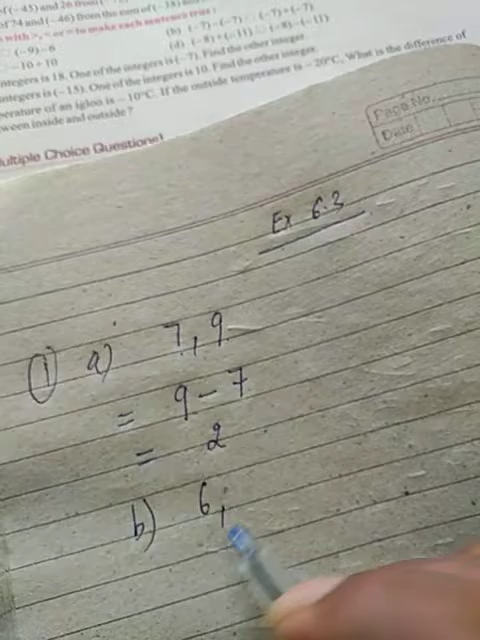 of (-45) and 26 from
of 74 and (-46) from the sum of (-38) and
with >, < or = to make each sentence true :
(-9) - 6
(b) (-7) - (-7) (-7) + (-7)
-10 + 10
(d) (-8) + (-11) (-8) - (-11)
integers is 18. One of the integers is (-7). Find the other integer.
integers is (-15). One of the integers is 10. Find the other integer.
perature of an igloo is -10°C. If the outside temperature is -20°C. What is the difference of
ween inside and outside?
Multiple Choice Questions
Page No.
Date
Ex 6.3
① a) 7, 9
= 9 - 7
= 2
b) 6,